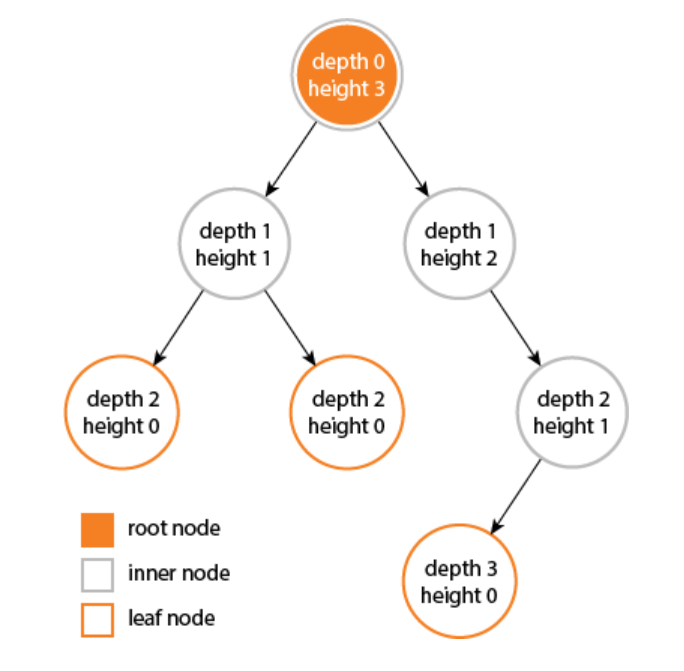 depth 0
height 3
depth 1
height 1
depth 1
height 2
depth 2
height 0
depth 2
height 0
depth 2
height 1
depth 3
height 0
root node
inner node
leaf node